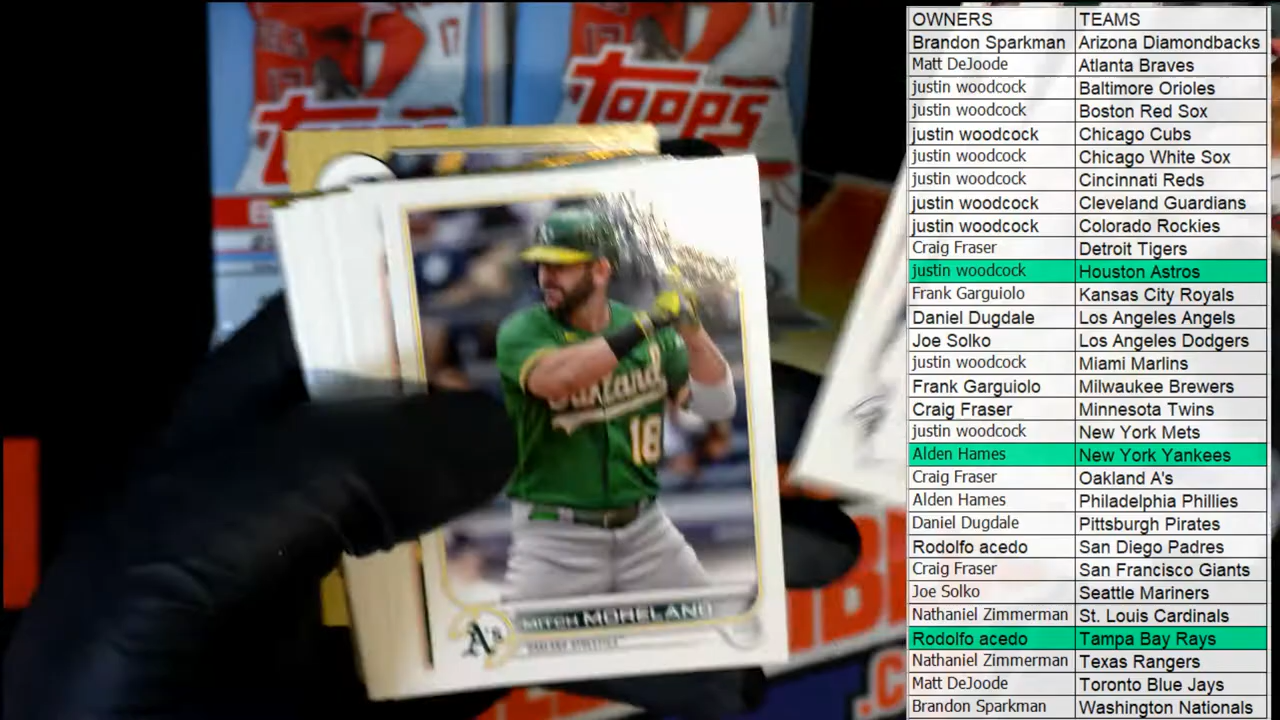 17
TOPPS
TOPPS
Oakland
18
A's
MITCH MORELAND
OAKLAND ATHLETICS
OWNERS TEAMS
Brandon Sparkman Arizona Diamondbacks
Matt DeJoode Atlanta Braves
justin woodcock Baltimore Orioles
justin woodcock Boston Red Sox
justin woodcock Chicago Cubs
justin woodcock Chicago White Sox
justin woodcock Cincinnati Reds
justin woodcock Cleveland Guardians
justin woodcock Colorado Rockies
Craig Fraser Detroit Tigers
justin woodcock Houston Astros
Frank Garguiolo Kansas City Royals
Daniel Dugdale Los Angeles Angels
Joe Solko Los Angeles Dodgers
justin woodcock Miami Marlins
Frank Garguiolo Milwaukee Brewers
Craig Fraser Minnesota Twins
justin woodcock New York Mets
Alden Hames New York Yankees
Craig Fraser Oakland A's
Alden Hames Philadelphia Phillies
Daniel Dugdale Pittsburgh Pirates
Rodolfo acedo San Diego Padres
Craig Fraser San Francisco Giants
Joe Solko Seattle Mariners
Nathaniel Zimmerman St. Louis Cardinals
Rodolfo acedo Tampa Bay Rays
Nathaniel Zimmerman Texas Rangers
Matt DeJoode Toronto Blue Jays
Brandon Sparkman Washington Nationals